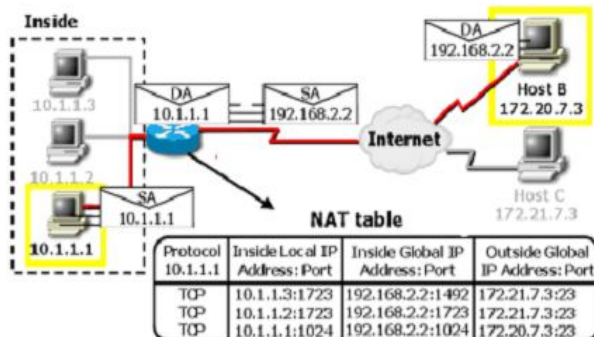 Inside
10.1.1.3
10.1.1.2
SA
10.1.1.1
10.1.1.1
DA
10.1.1.1
SA
192.168.2.2
Internet
DA
192.168.2.2
Host B
172.20.7.3
Host C
172.21.7.3
NAT table
Protocol 10.1.1.1 Inside Local IP Address: Port Inside Global IP Address: Port Outside Global IP Address: Port
TCP 10.1.1.3:1723 192.168.2.2:1492 172.21.7.3:23
TCP 10.1.1.2:1723 192.168.2.2:1723 172.21.7.3:23
TCP 10.1.1.1:1024 192.168.2.2:1024 172.20.7.3:23